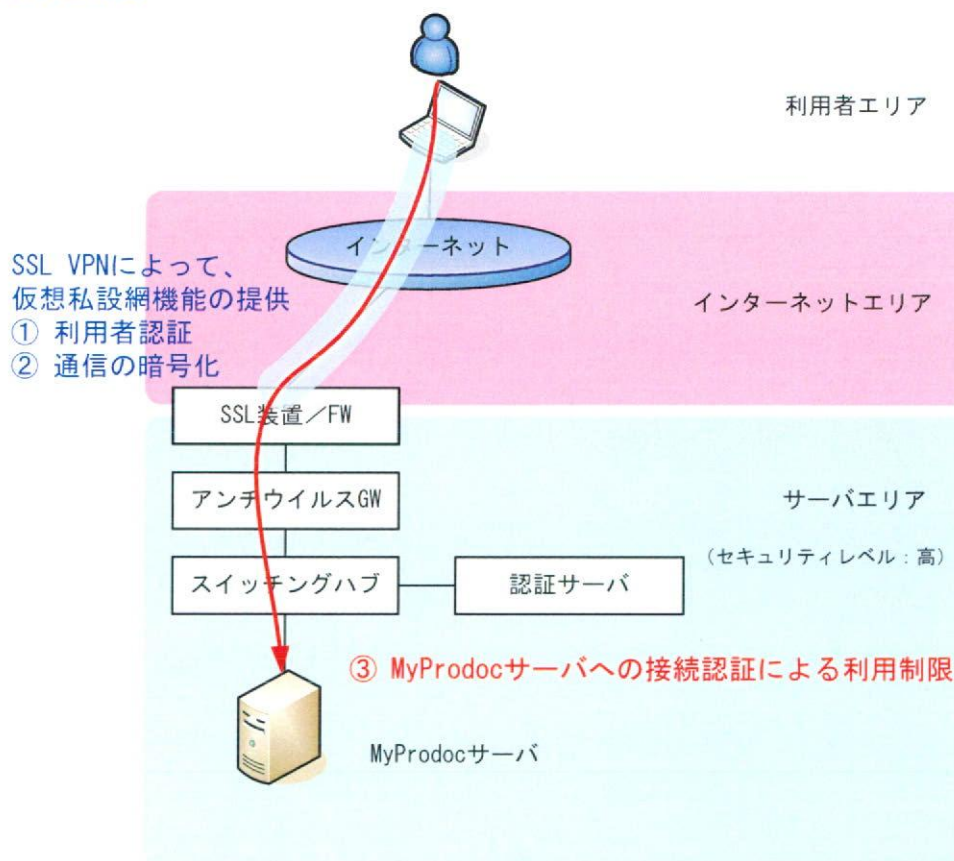 利用者エリア
インターネット
SSL VPNによって、
仮想私設網機能の提供
① 利用者認証
② 通信の暗号化
インターネットエリア
SSL装置／FW
アンチウイルスGW
サーバエリア
（セキュリティレベル：高）
スイッチングハブ
認証サーバ
③ MyProdocサーバへの接続認証による利用制限
MyProdocサーバ